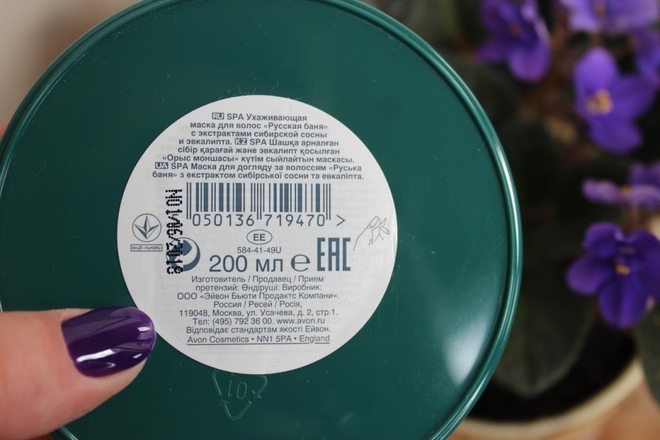 RU SPA Ухаживающая
маска для волос «Русская баня»
с экстрактами сибирской сосны
и эвкалипта. KZ SPA Шашқа арналған
сібір қарағай және эвкалипт қосылған
«Орыс моншасы» күтім сыйлайтын маскасы.
UA SPA Маска для догляду за волоссям «Руська
баня» з екстрактом сибірської сосни та евкаліпта.
050136 719470 >
EE
584-41-49U
200 мл e EAC
Изготовитель / Продавец / Прием
претензий: Өндіруші: Виробник:
ООО «Эйвон Бьюти Продактс Компани».
Россия / Ресей / Росія,
119048, Москва, ул. Усачева, д. 2, стр.1.
Тел: (495) 792 36 00. www.avon.ru
Відповідає стандартам якості Ейвон.
Avon Cosmetics • NN1 5PA • England
01